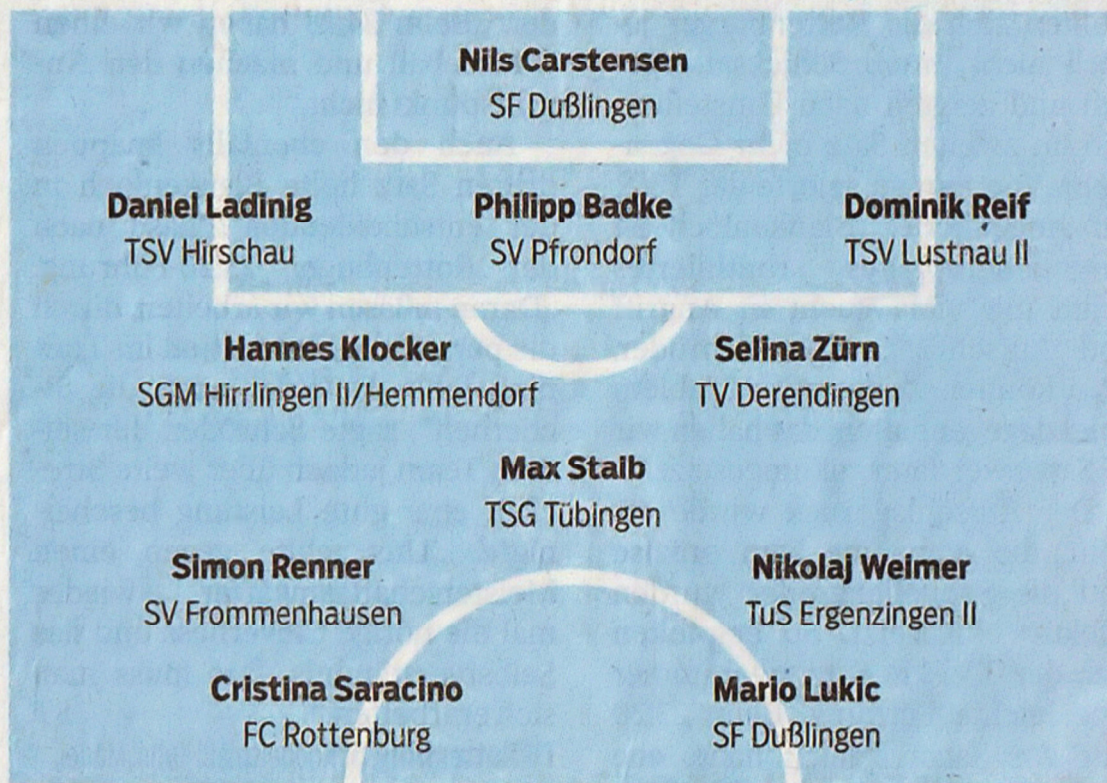 Nils Carstensen
SF Dußlingen
Daniel Ladinig
Philipp Badke
Dominik Reif
TSV Hirschau
SV Pfrondorf
TSV Lustnau II
Hannes Klocker
Selina Zürn
SGM Hirrlingen II/Hemmendorf
TV Derendingen
Max Staib
TSG Tübingen
Simon Renner
Nikolaj Weimer
SV Frommenhausen
TuS Ergenzingen II
Cristina Saracino
Mario Lukic
FC Rottenburg
SF Dußlingen